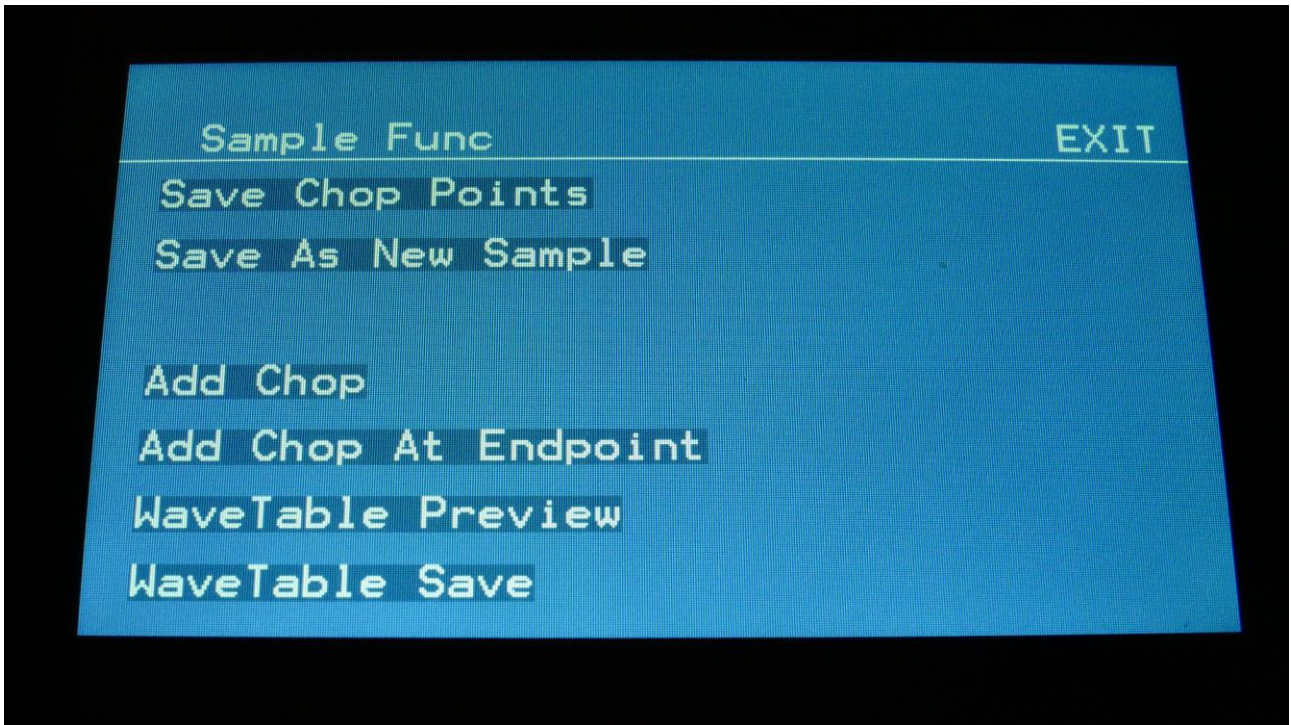 Sample Func EXIT
Save Chop Points
Save As New Sample
Add Chop
Add Chop At Endpoint
WaveTable Preview
WaveTable Save